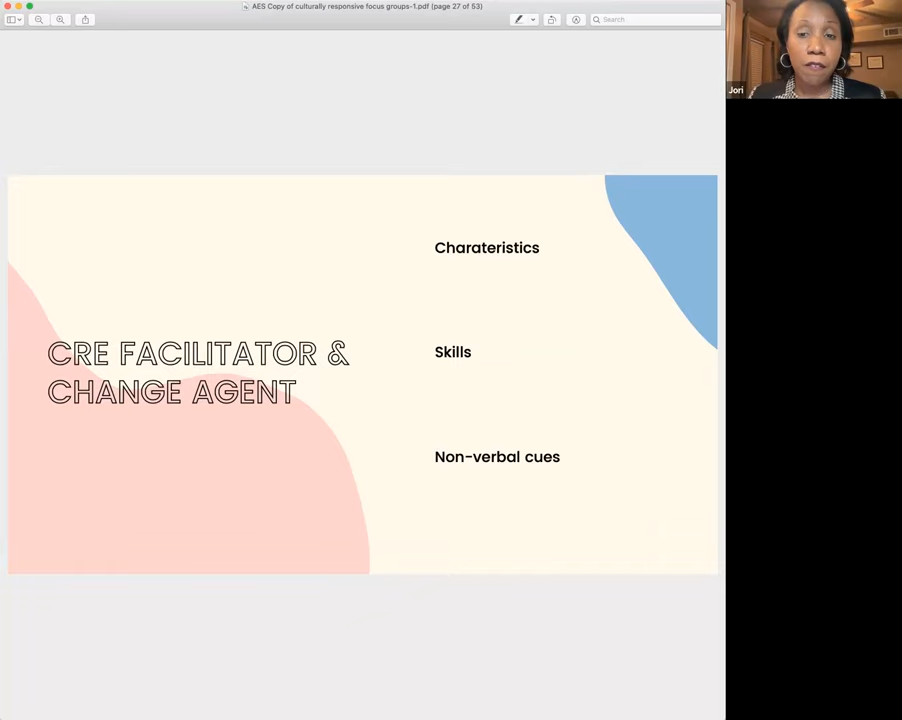 AES Copy of culturally responsive focus groups-1.pdf (page 27 of 53)
Search
Jori
Charateristics
CRE FACILITATOR &
CHANGE AGENT
Skills
Non-verbal cues